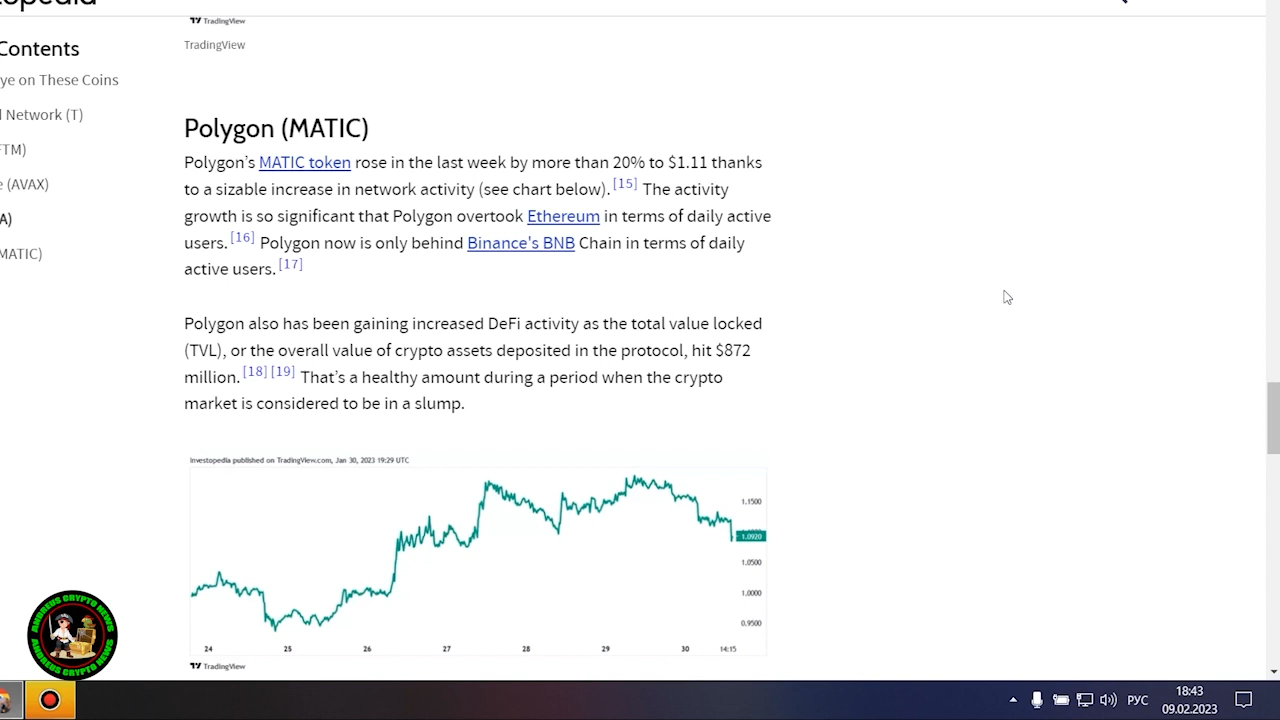 TradingView
TradingView
Contents
ye on These Coins
Network (T)
FTM)
(AVAX)
A)
MATIC)
Polygon (MATIC)
Polygon's MATIC token rose in the last week by more than 20% to $1.11 thanks
to a sizable increase in network activity (see chart below). [15] The activity
growth is so significant that Polygon overtook Ethereum in terms of daily active
users. [16] Polygon now is only behind Binance's BNB Chain in terms of daily
active users. [17]
Polygon also has been gaining increased DeFi activity as the total value locked
(TVL), or the overall value of crypto assets deposited in the protocol, hit $872
million. [18] [19] That's a healthy amount during a period when the crypto
market is considered to be in a slump.
Investopedia published on TradingView.com, Jan 30, 2023 19:29 UTC
1.1500
1.0920
1.0500
1.0000
0.9500
24 25 26 27 28 29 30 14:15
TradingView
ANDREUS CRYPTO NEWS
ANDREUS CRYPTO NEWS
РУС
18:43
09.02.2023